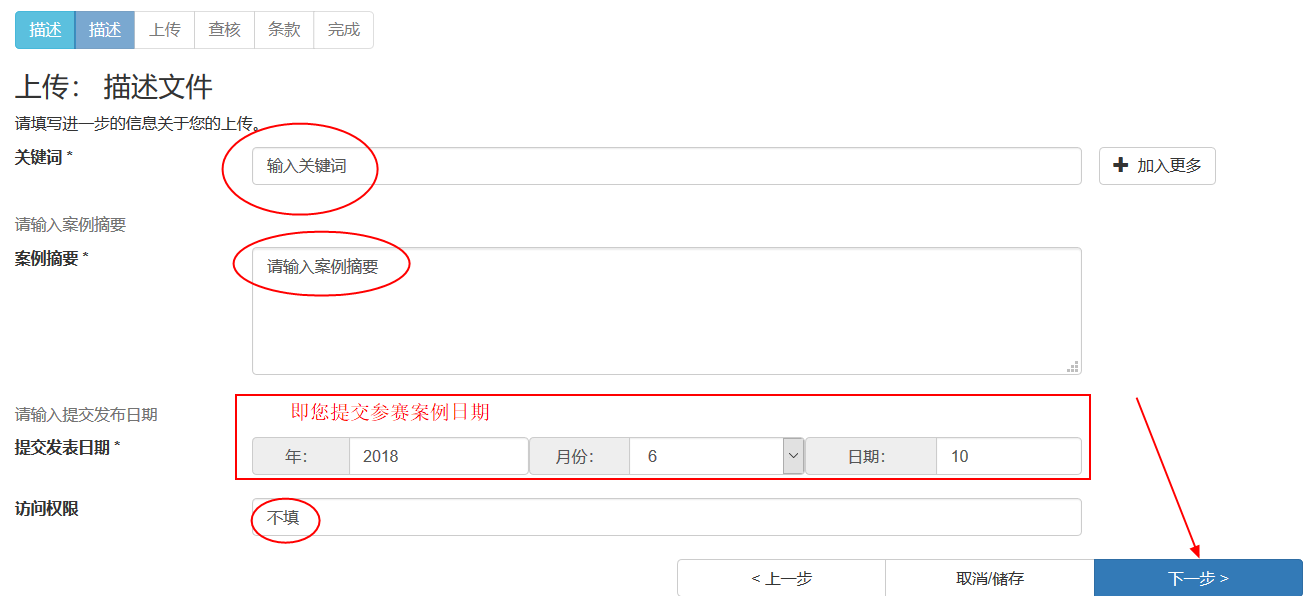 描述 描述 上传 查核 条款 完成
上传： 描述文件
请填写进一步的信息关于您的上传。
关键词 * 输入关键词 + 加入更多
请输入案例摘要
案例摘要 * 请输入案例摘要
即您提交参赛案例日期
请输入提交发布日期
提交发表日期 * 年： 2018 月份： 6 日期： 10
访问权限 不填
< 上一步 取消/储存 下一步 >